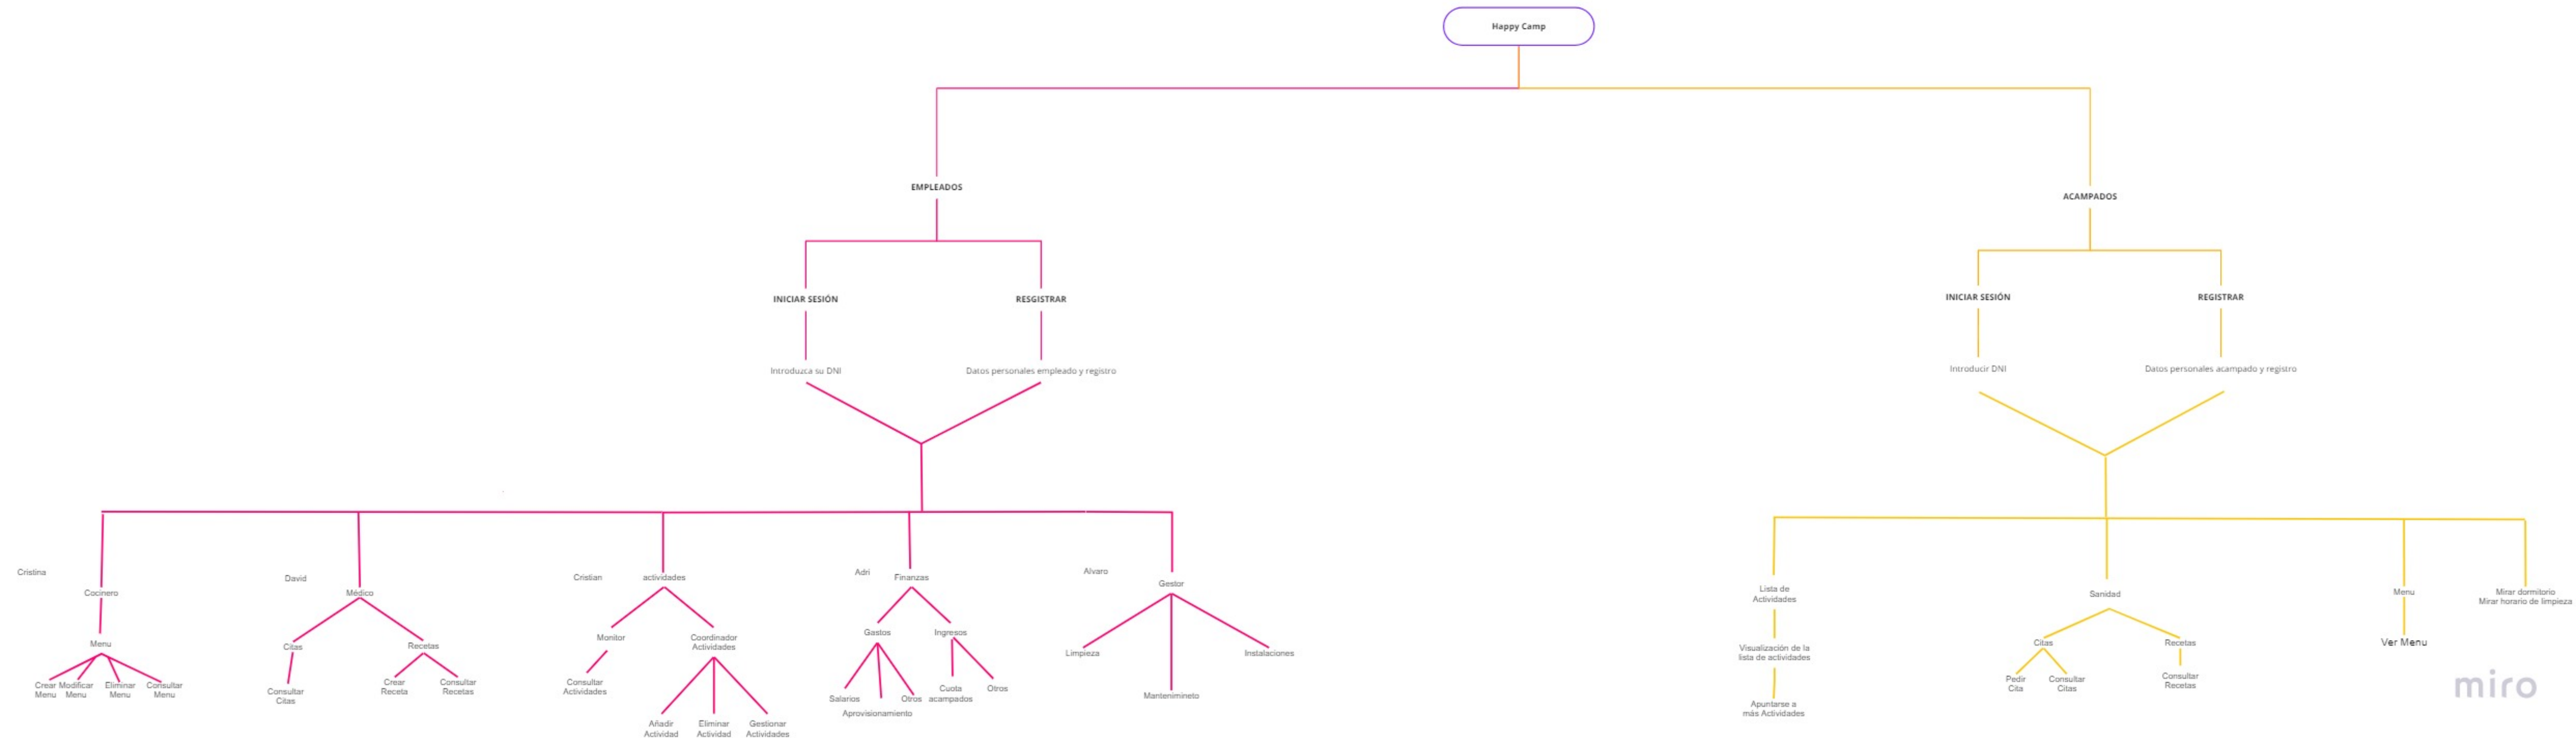 Happy Camp
EMPLEADOS
ACAMPADOS
INICIAR SESIÓN
RESGISTRAR
INICIAR SESIÓN
REGISTRAR
Introduzca su DNI
Datos personales empleado y registro
Introducir DNI
Datos personales acampado y registro
Cristina
Cocinero
Menu
Crear
Menu
Modificar
Menu
Eliminar
Menu
Consultar
Menu
David
Médico
Citas
Consultar
Citas
Recetas
Crear
Receta
Consultar
Recetas
Cristian
actividades
Monitor
Consultar
Actividades
Coordinador
Actividades
Añadir
Actividad
Eliminar
Actividad
Gestionar
Actividades
Adri
Finanzas
Gastos
Salarios
Aprovisionamiento
Otros
Ingresos
Cuota
acampados
Otros
Alvaro
Gestor
Limpieza
Mantenimineto
Instalaciones
Lista de
Actividades
Visualización de la
lista de actividades
Apuntarse a
más Actividades
Sanidad
Citas
Pedir
Cita
Consultar
Citas
Recetas
Consultar
Recetas
Menu
Ver Menu
Mirar dormitorio
Mirar horario de limpieza
miro